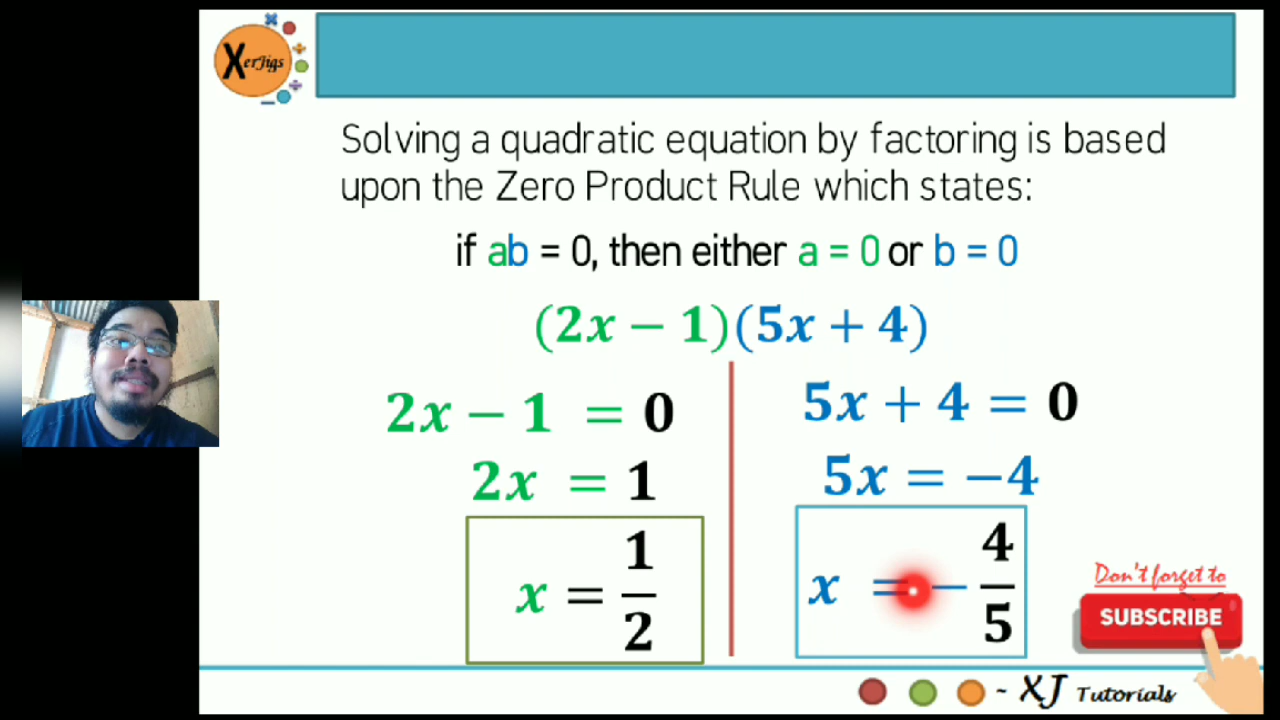 XerJigs
Solving a quadratic equation by factoring is based
upon the Zero Product Rule which states:
if ab = 0, then either a = 0 or b = 0
(2x − 1)(5x + 4)
2x − 1 = 0
2x = 1
x = 1/2
5x + 4 = 0
5x = −4
x = − 4/5
Don't forget to
SUBSCRIBE
~ XJ Tutorials